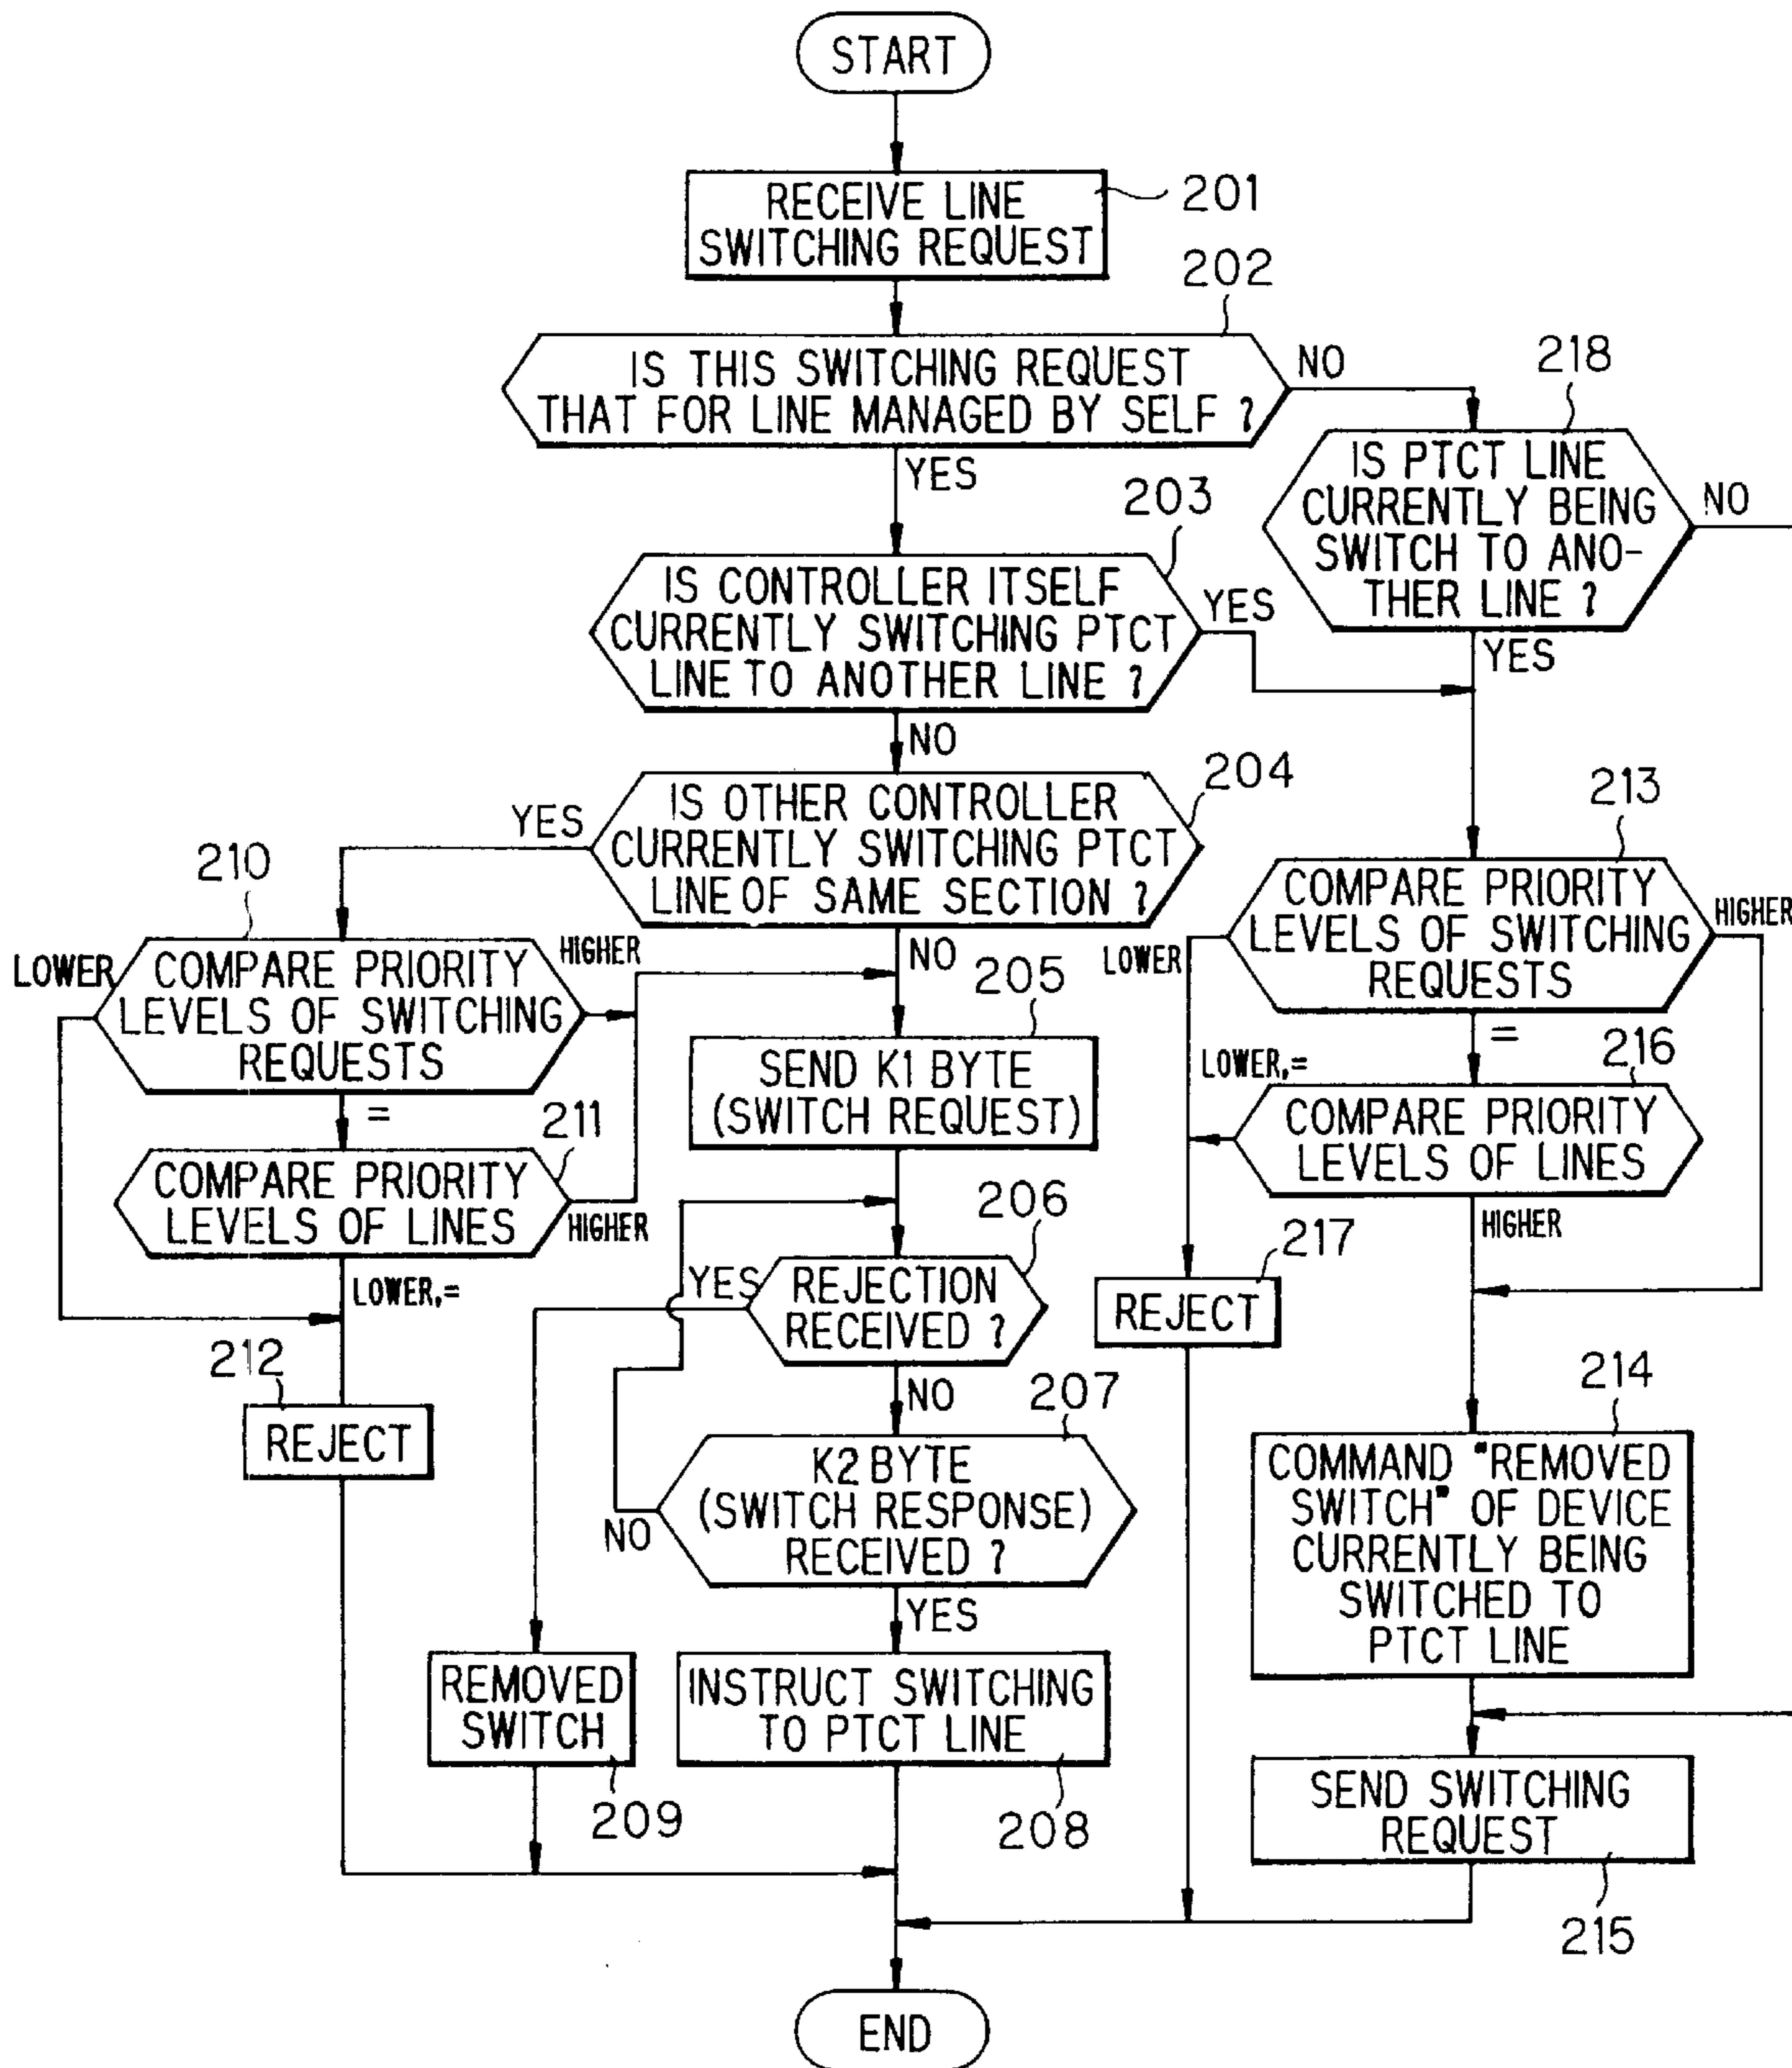 START
RECEIVE LINE
SWITCHING REQUEST
201
202
IS THIS SWITCHING REQUEST
THAT FOR LINE MANAGED BY SELF ?
NO
YES
218
IS PTCT LINE
CURRENTLY BEING
SWITCH TO ANO-
THER LINE ?
NO
YES
203
IS CONTROLLER ITSELF
CURRENTLY SWITCHING PTCT
LINE TO ANOTHER LINE ?
YES
NO
204
IS OTHER CONTROLLER
CURRENTLY SWITCHING PTCT
LINE OF SAME SECTION ?
YES
NO
210
COMPARE PRIORITY
LEVELS OF SWITCHING
REQUESTS
LOWER
HIGHER
=
211
COMPARE PRIORITY
LEVELS OF LINES
HIGHER
LOWER,=
212
REJECT
205
SEND K1 BYTE
(SWITCH REQUEST)
206
REJECTION
RECEIVED ?
YES
NO
207
K2 BYTE
(SWITCH RESPONSE)
RECEIVED ?
NO
YES
REMOVED
SWITCH
209
INSTRUCT SWITCHING
TO PTCT LINE
208
213
COMPARE PRIORITY
LEVELS OF SWITCHING
REQUESTS
LOWER
HIGHER
=
216
COMPARE PRIORITY
LEVELS OF LINES
LOWER,=
HIGHER
217
REJECT
214
COMMAND "REMOVED
SWITCH" OF DEVICE
CURRENTLY BEING
SWITCHED TO
PTCT LINE
SEND SWITCHING
REQUEST
215
END